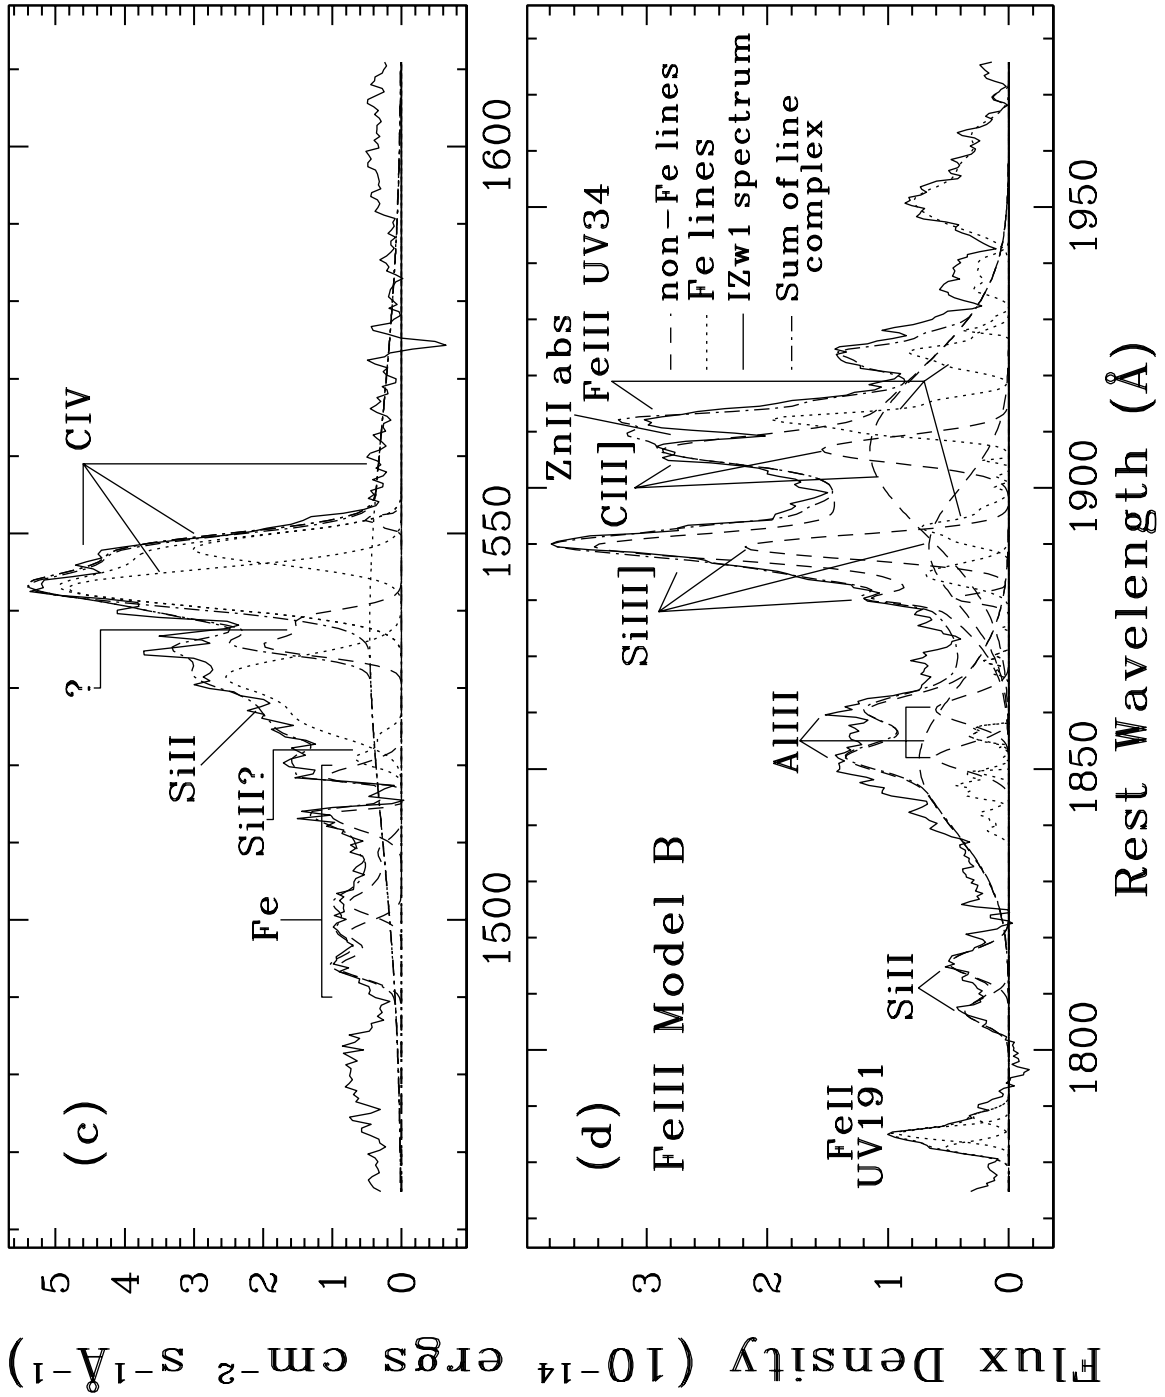 (c)
CIV
?
SiII
SiII?
Fe
0
1
2
3
4
5
1500
1550
1600
(d)
FeIII Model B
FeII
UV191
SiII
AlIII
SiIII]
CIII]
ZnII abs
FeIII UV34
non-Fe lines
Fe lines
IZw1 spectrum
Sum of line
complex
0
1
2
3
1800
1850
1900
1950
Rest Wavelength (Å)
Flux Density (10⁻¹⁴ ergs cm⁻² s⁻¹Å⁻¹)